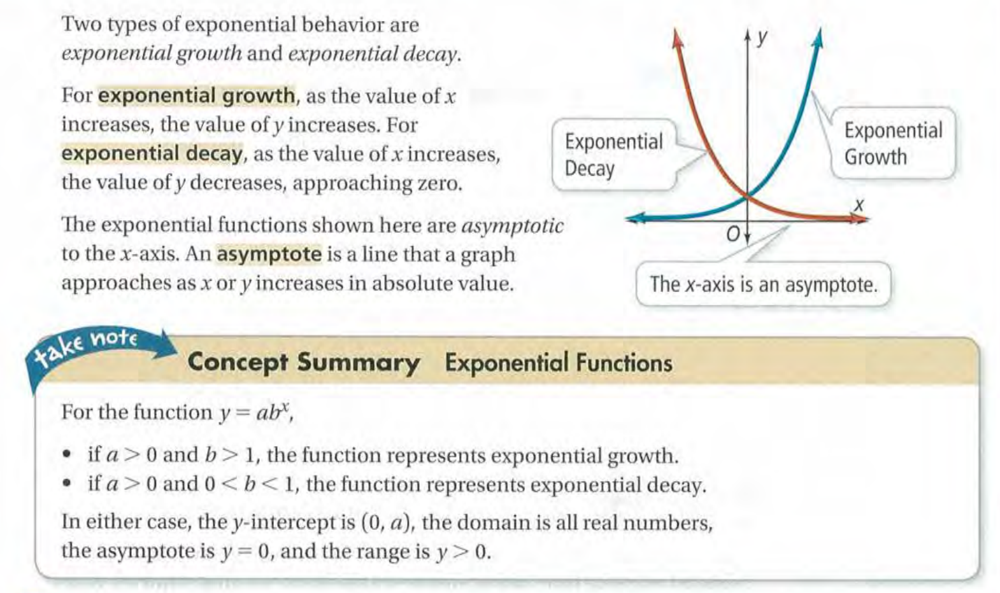 Two types of exponential behavior are
exponential growth and exponential decay.
For exponential growth, as the value of x
increases, the value of y increases. For
exponential decay, as the value of x increases,
the value of y decreases, approaching zero.
The exponential functions shown here are asymptotic
to the x-axis. An asymptote is a line that a graph
approaches as x or y increases in absolute value.
y
Exponential
Decay
Exponential
Growth
x
O
The x-axis is an asymptote.
take note
Concept Summary Exponential Functions
For the function y = abˣ,
• if a > 0 and b > 1, the function represents exponential growth.
• if a > 0 and 0 < b < 1, the function represents exponential decay.
In either case, the y-intercept is (0, a), the domain is all real numbers,
the asymptote is y = 0, and the range is y > 0.